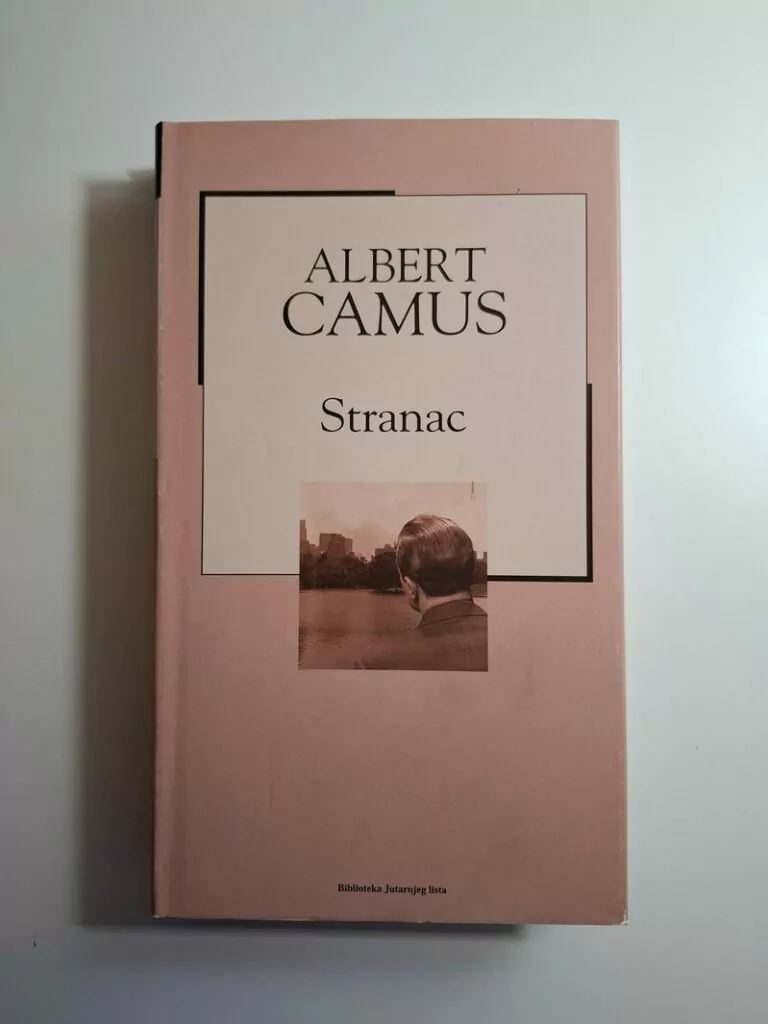 ALBERT
CAMUS
Stranac
Biblioteka Jutarnjeg lista